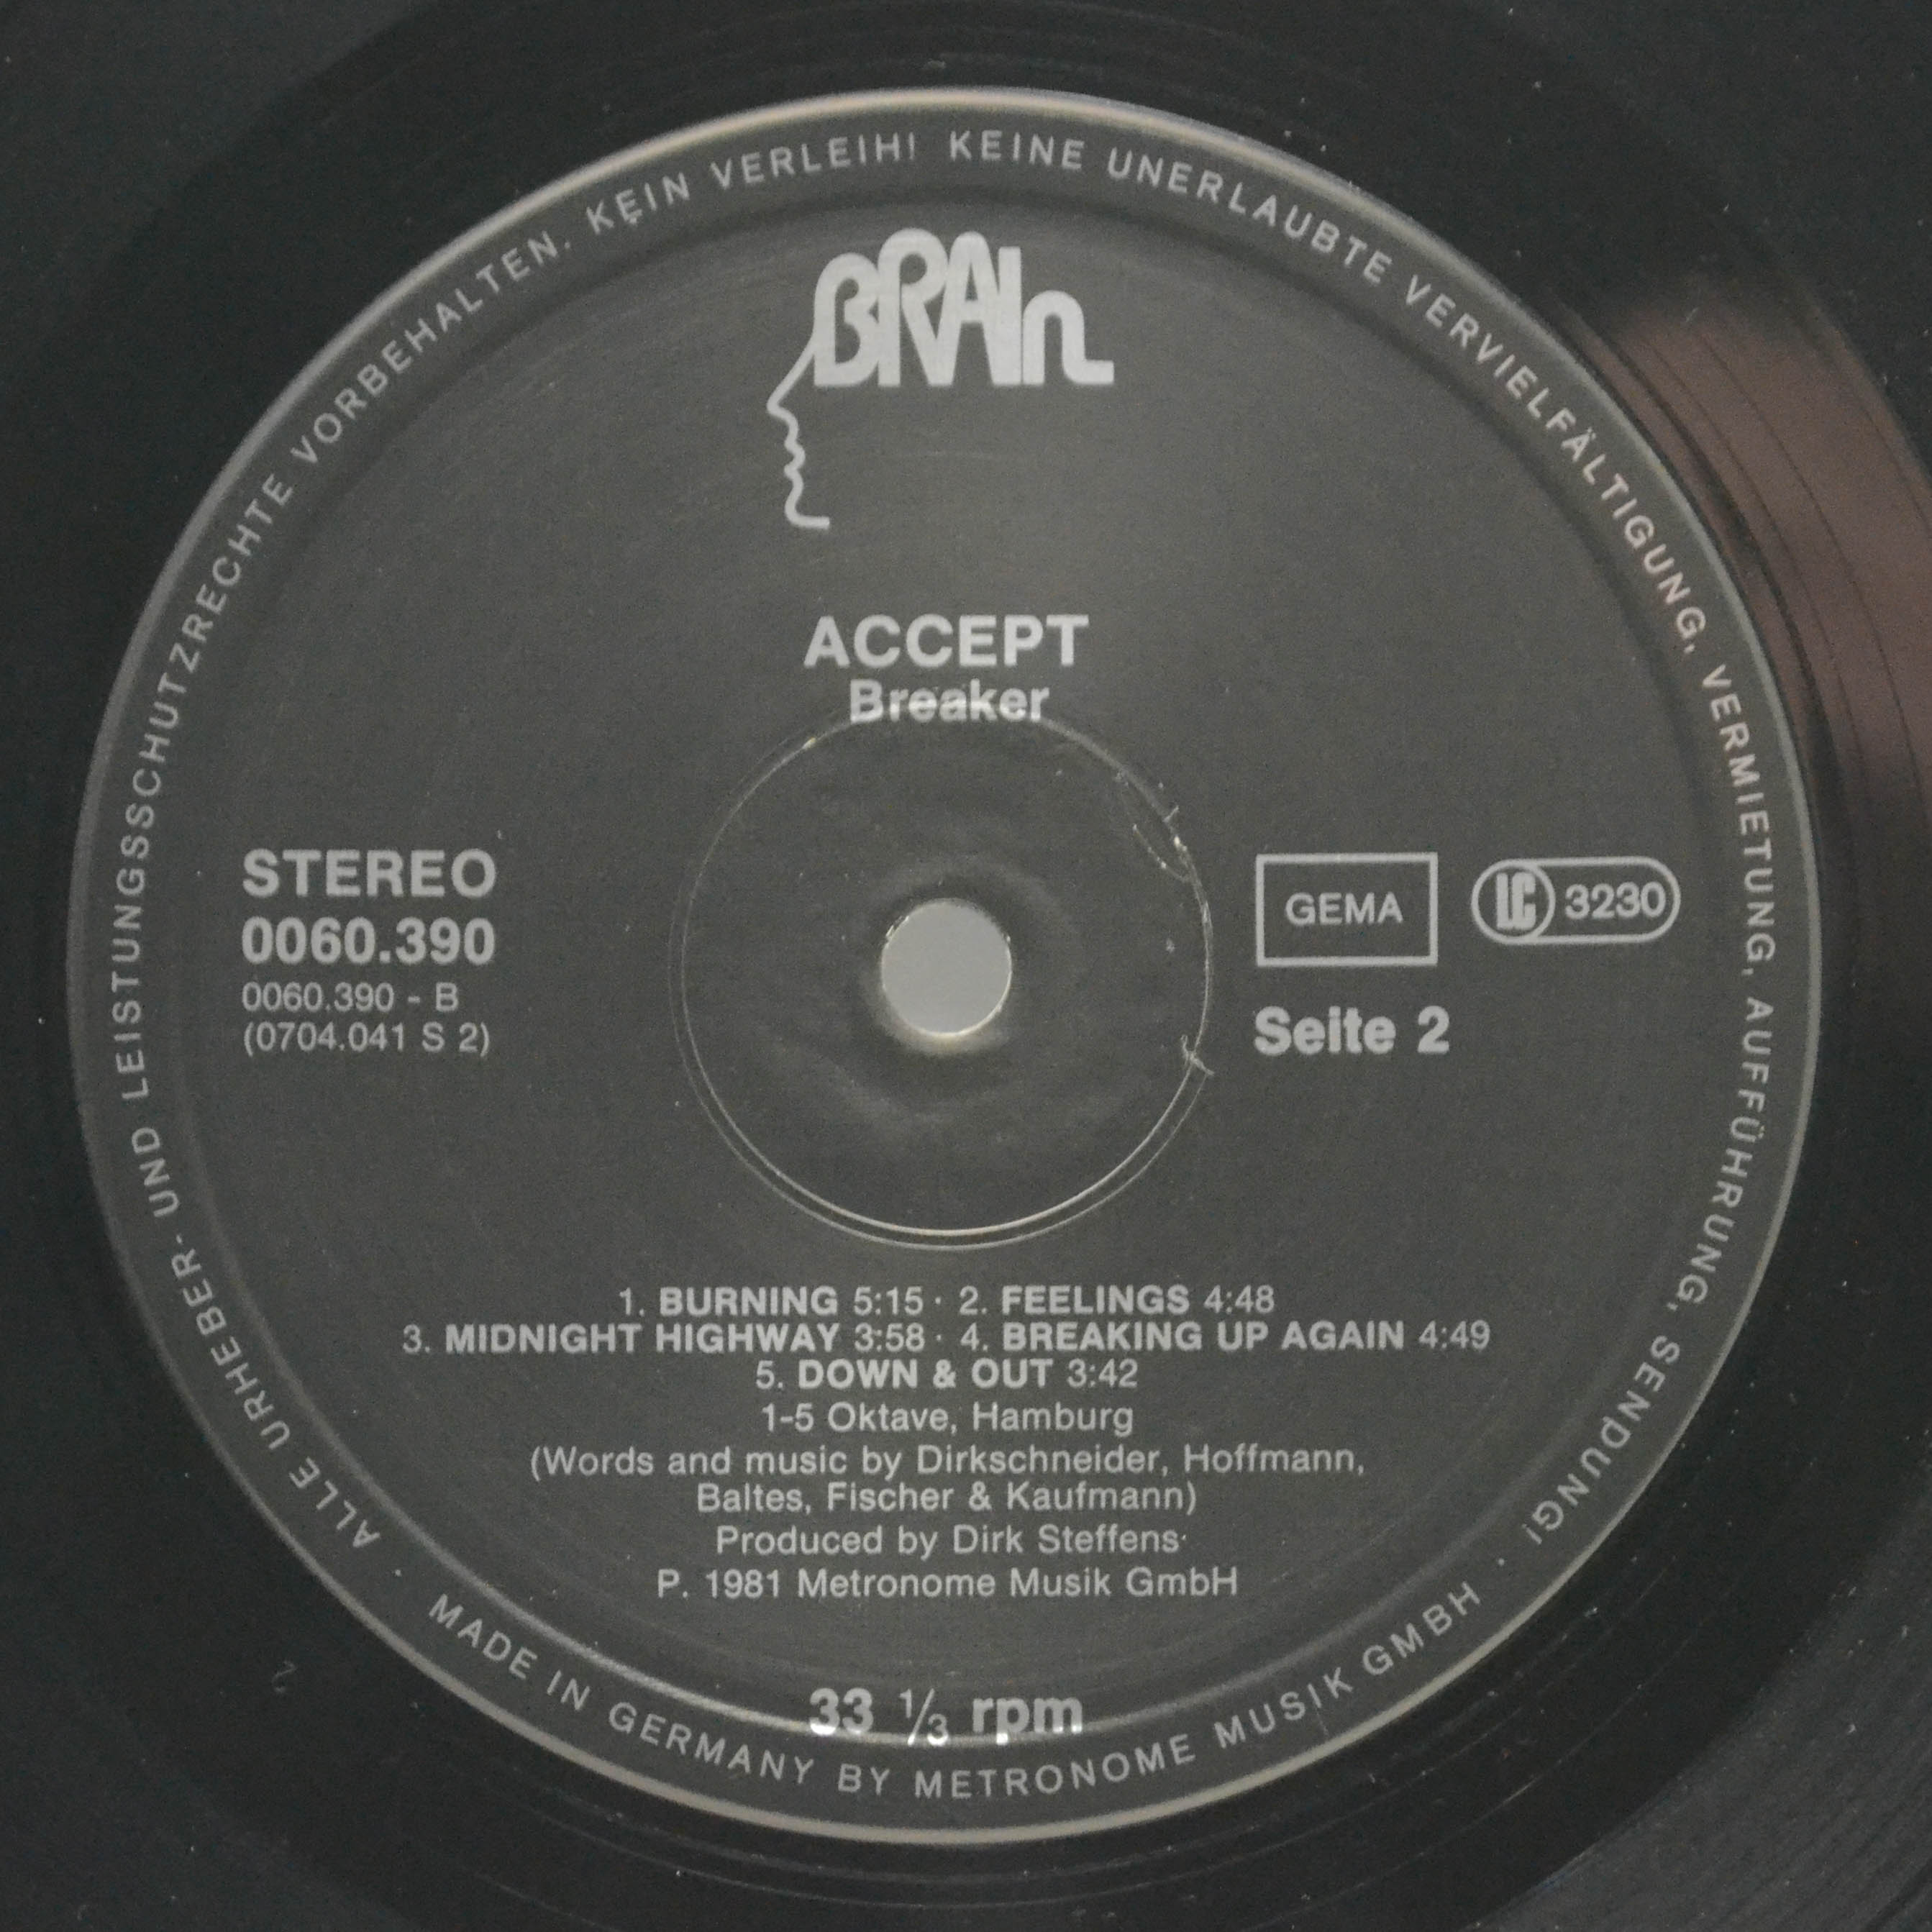 ALLE URHEBER- UND LEISTUNGSSCHUTZRECHTE VORBEHALTEN. KEIN VERLEIH! KEINE UNERLAUBTE VERVIELFÄLTIGUNG, VERMIETUNG, AUFFÜHRUNG, SENDUNG!
BRAIn
ACCEPT
Breaker
STEREO
0060.390
0060.390 - B
(0704.041 S 2)
GEMA
LC 3230
Seite 2
1. BURNING 5:15 · 2. FEELINGS 4:48
3. MIDNIGHT HIGHWAY 3:58 · 4. BREAKING UP AGAIN 4:49
5. DOWN & OUT 3:42
1-5 Oktave, Hamburg
(Words and music by Dirkschneider, Hoffmann,
Baltes, Fischer & Kaufmann)
Produced by Dirk Steffens
P. 1981 Metronome Musik GmbH
33 ⅓ rpm
· MADE IN GERMANY BY METRONOME MUSIK GMBH ·